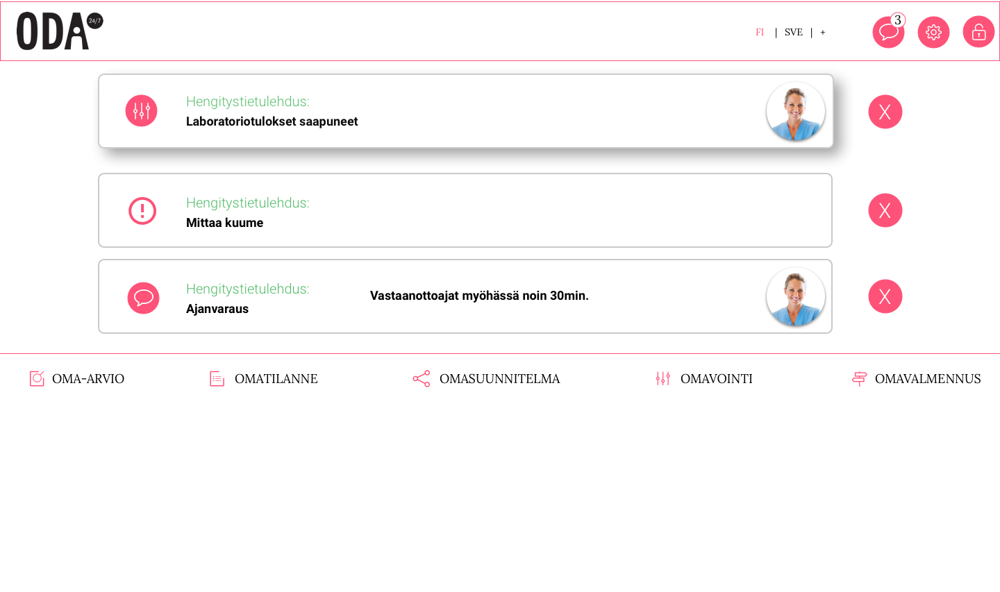 ODA 24/7
FI | SVE | +
3
Hengitystietulehdus:
Laboratoriotulokset saapuneet
X
Hengitystietulehdus:
Mittaa kuume
X
Hengitystietulehdus:
Ajanvaraus
Vastaanottoajat myöhässä noin 30min.
X
OMA-ARVIO
OMATILANNE
OMASUUNNITELMA
OMAVOINTI
OMAVALMENNUS